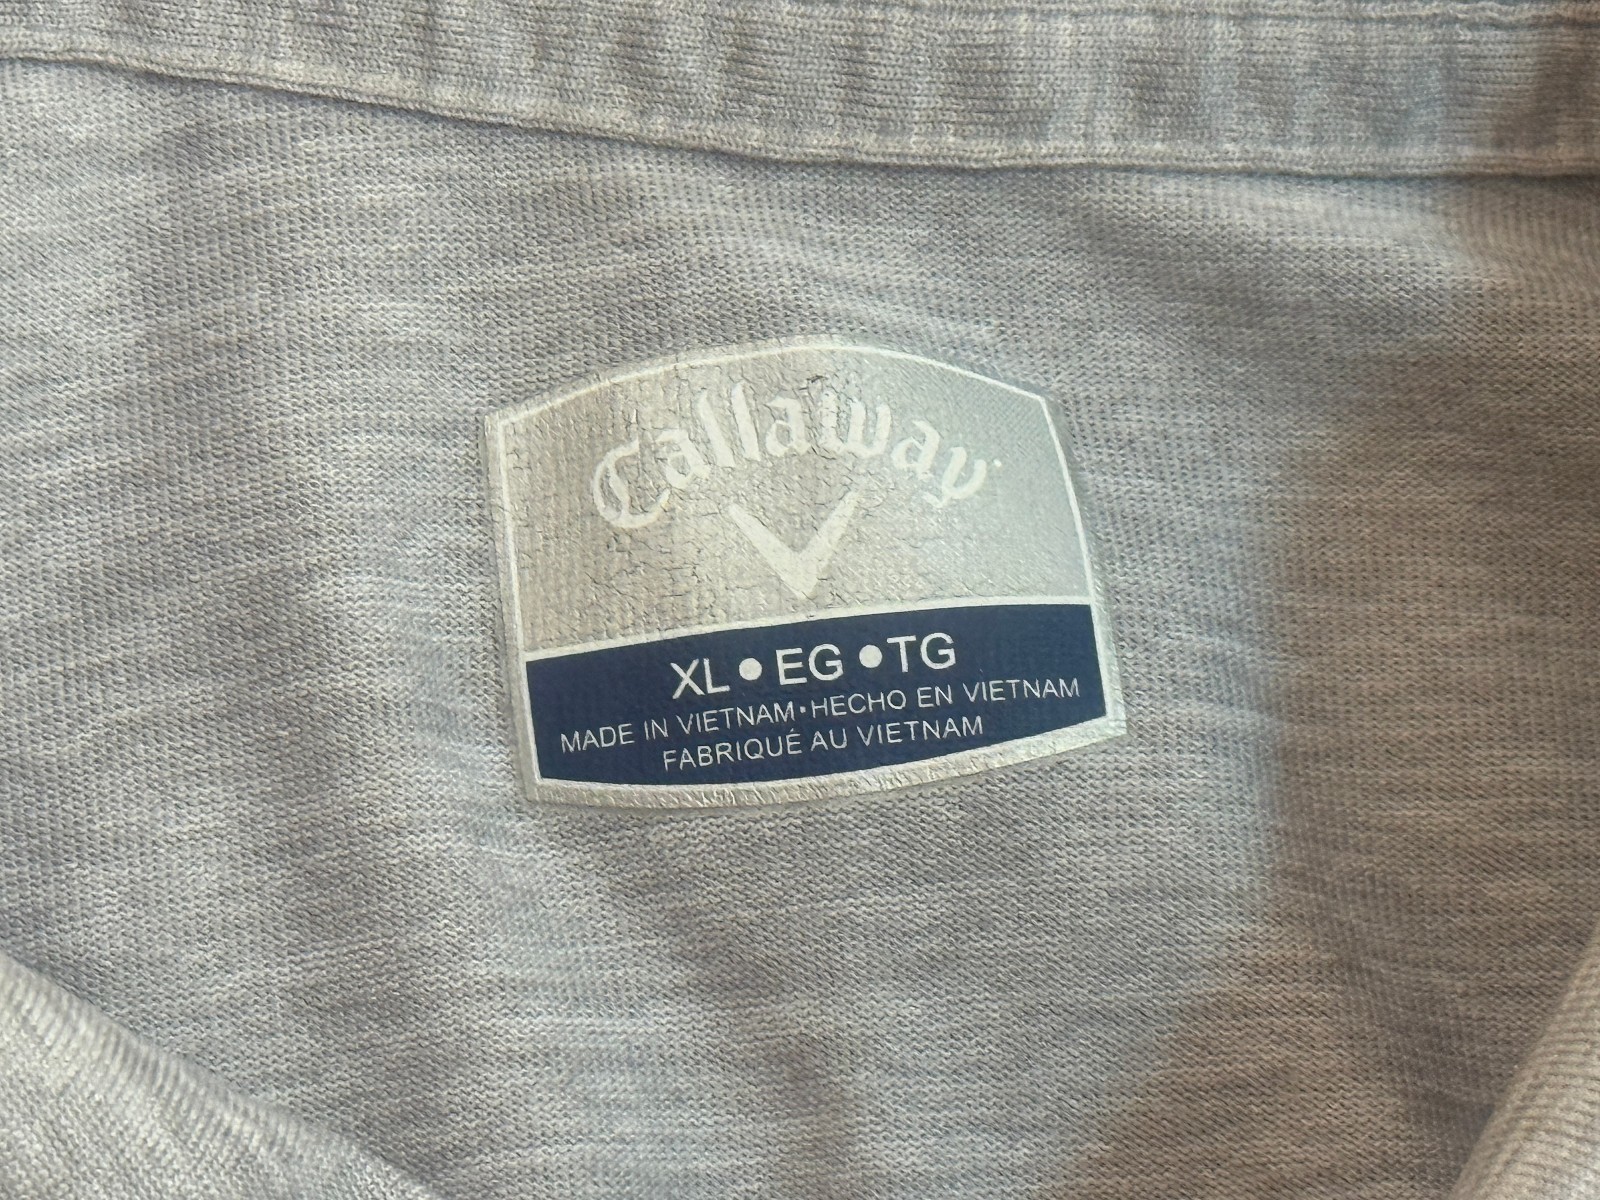 Callaway
XL • EG • TG
MADE IN VIETNAM • HECHO EN VIETNAM
FABRIQUÉ AU VIETNAM